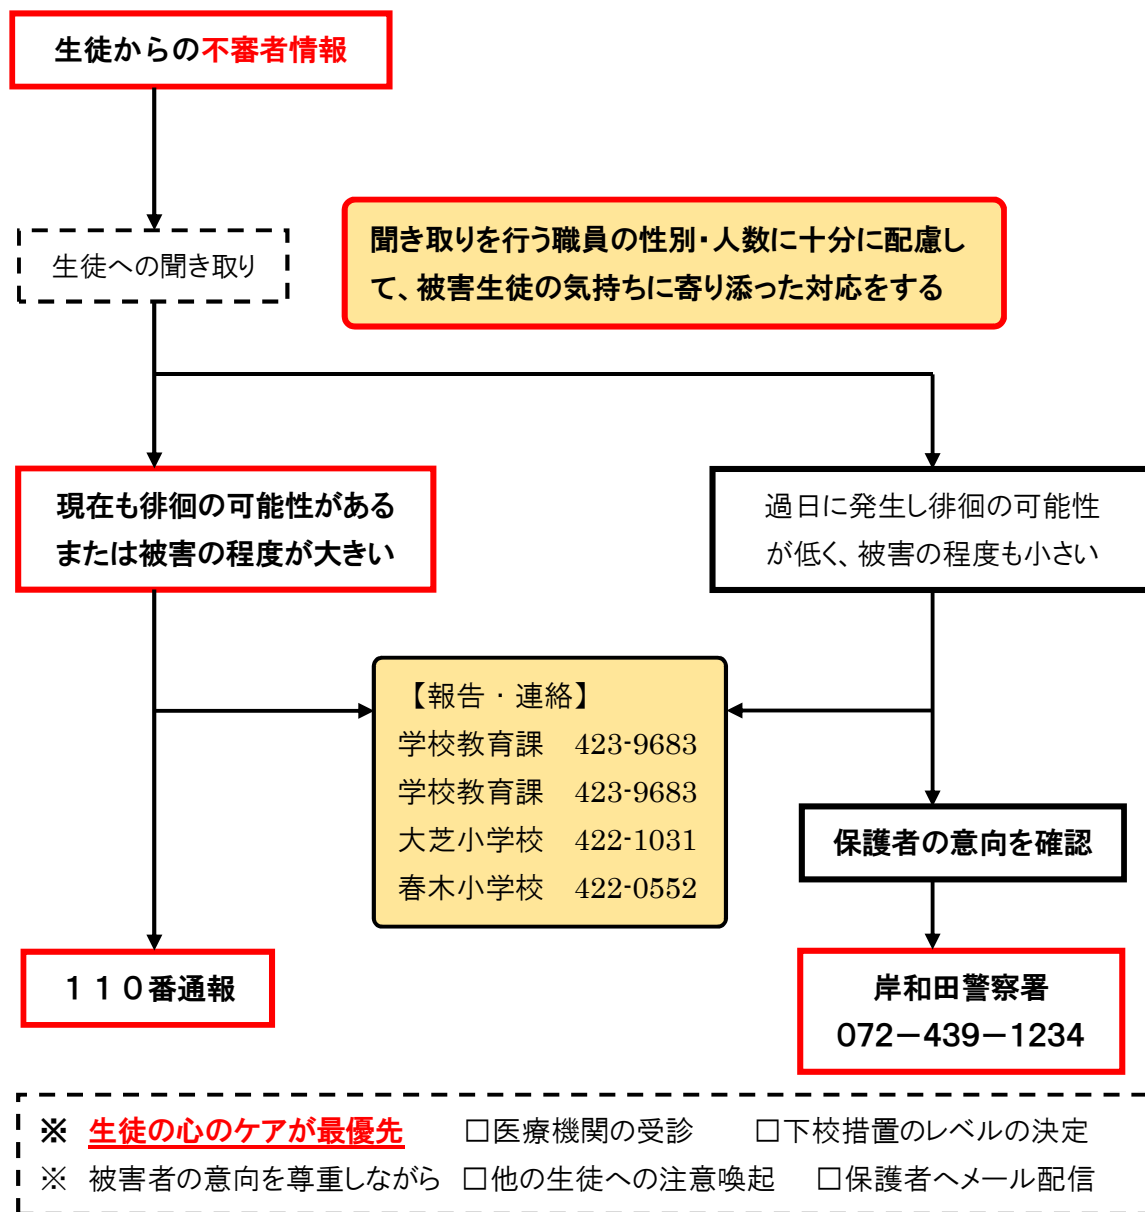 生徒からの不審者情報
生徒への聞き取り
聞き取りを行う職員の性別・人数に十分に配慮し
て、被害生徒の気持ちに寄り添った対応をする
現在も徘徊の可能性がある
または被害の程度が大きい
過日に発生し徘徊の可能性
が低く、被害の程度も小さい
【報告・連絡】
学校教育課　423-9683
学校教育課　423-9683
大芝小学校　422-1031
春木小学校　422-0552
保護者の意向を確認
１１０番通報
岸和田警察署
072－439－1234
※　生徒の心のケアが最優先　□医療機関の受診　□下校措置のレベルの決定
※　被害者の意向を尊重しながら　□他の生徒への注意喚起　□保護者へメール配信